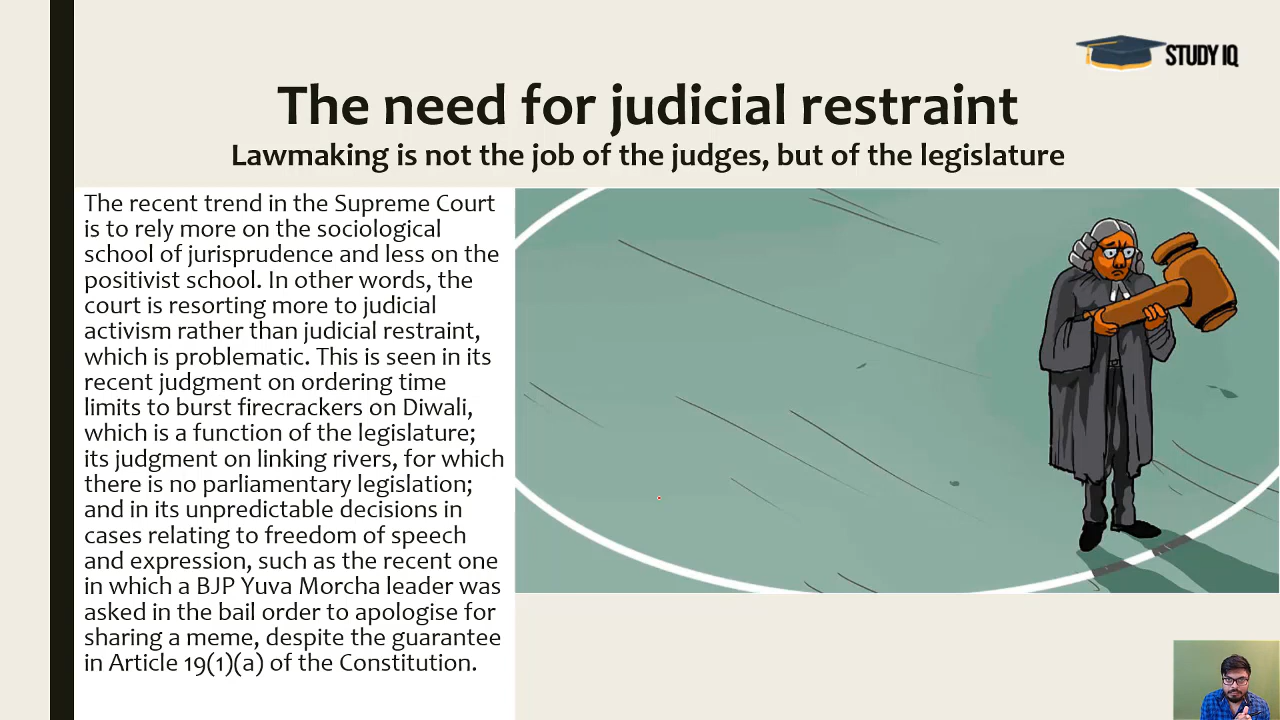 STUDY IQ
The need for judicial restraint
Lawmaking is not the job of the judges, but of the legislature
The recent trend in the Supreme Court
is to rely more on the sociological
school of jurisprudence and less on the
positivist school. In other words, the
court is resorting more to judicial
activism rather than judicial restraint,
which is problematic. This is seen in its
recent judgment on ordering time
limits to burst firecrackers on Diwali,
which is a function of the legislature;
its judgment on linking rivers, for which
there is no parliamentary legislation;
and in its unpredictable decisions in
cases relating to freedom of speech
and expression, such as the recent one
in which a BJP Yuva Morcha leader was
asked in the bail order to apologise for
sharing a meme, despite the guarantee
in Article 19(1)(a) of the Constitution.